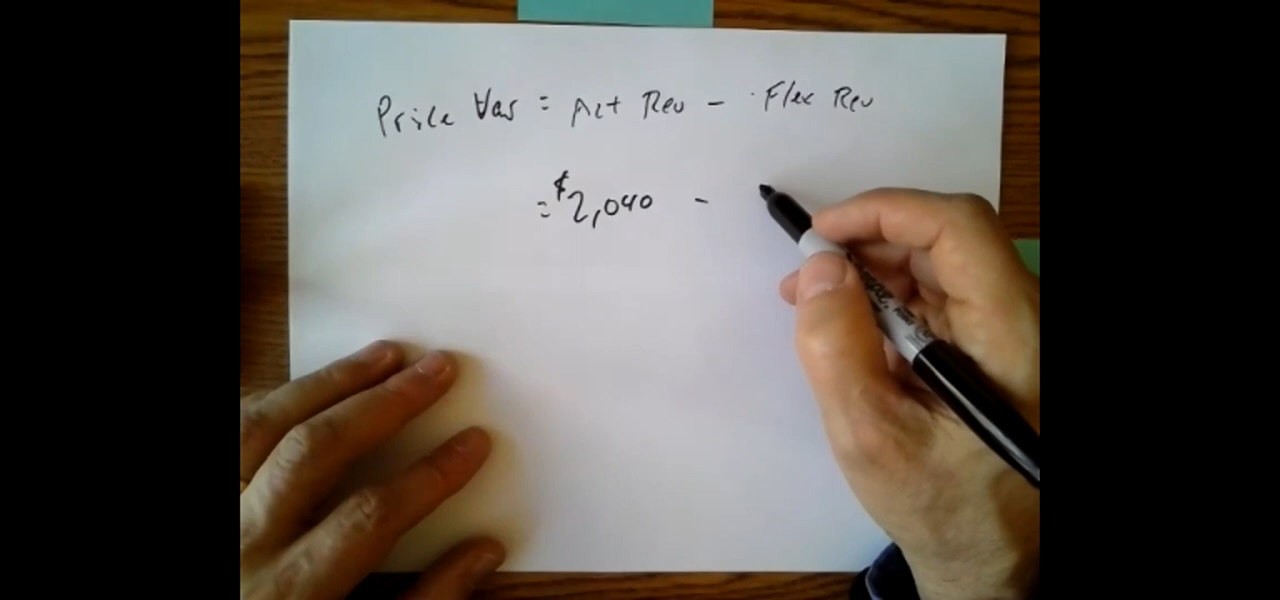 Price Var = Act Rev - Flex Rev
= $2,040 -